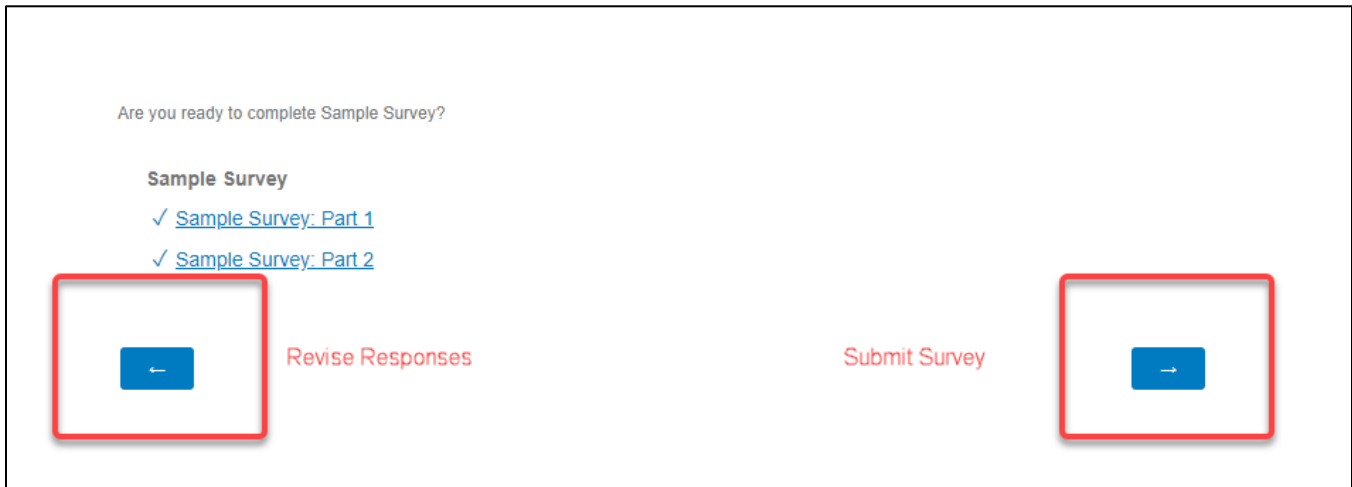 Are you ready to complete Sample Survey?
Sample Survey
✓ Sample Survey: Part 1
✓ Sample Survey: Part 2
← Revise Responses Submit Survey →